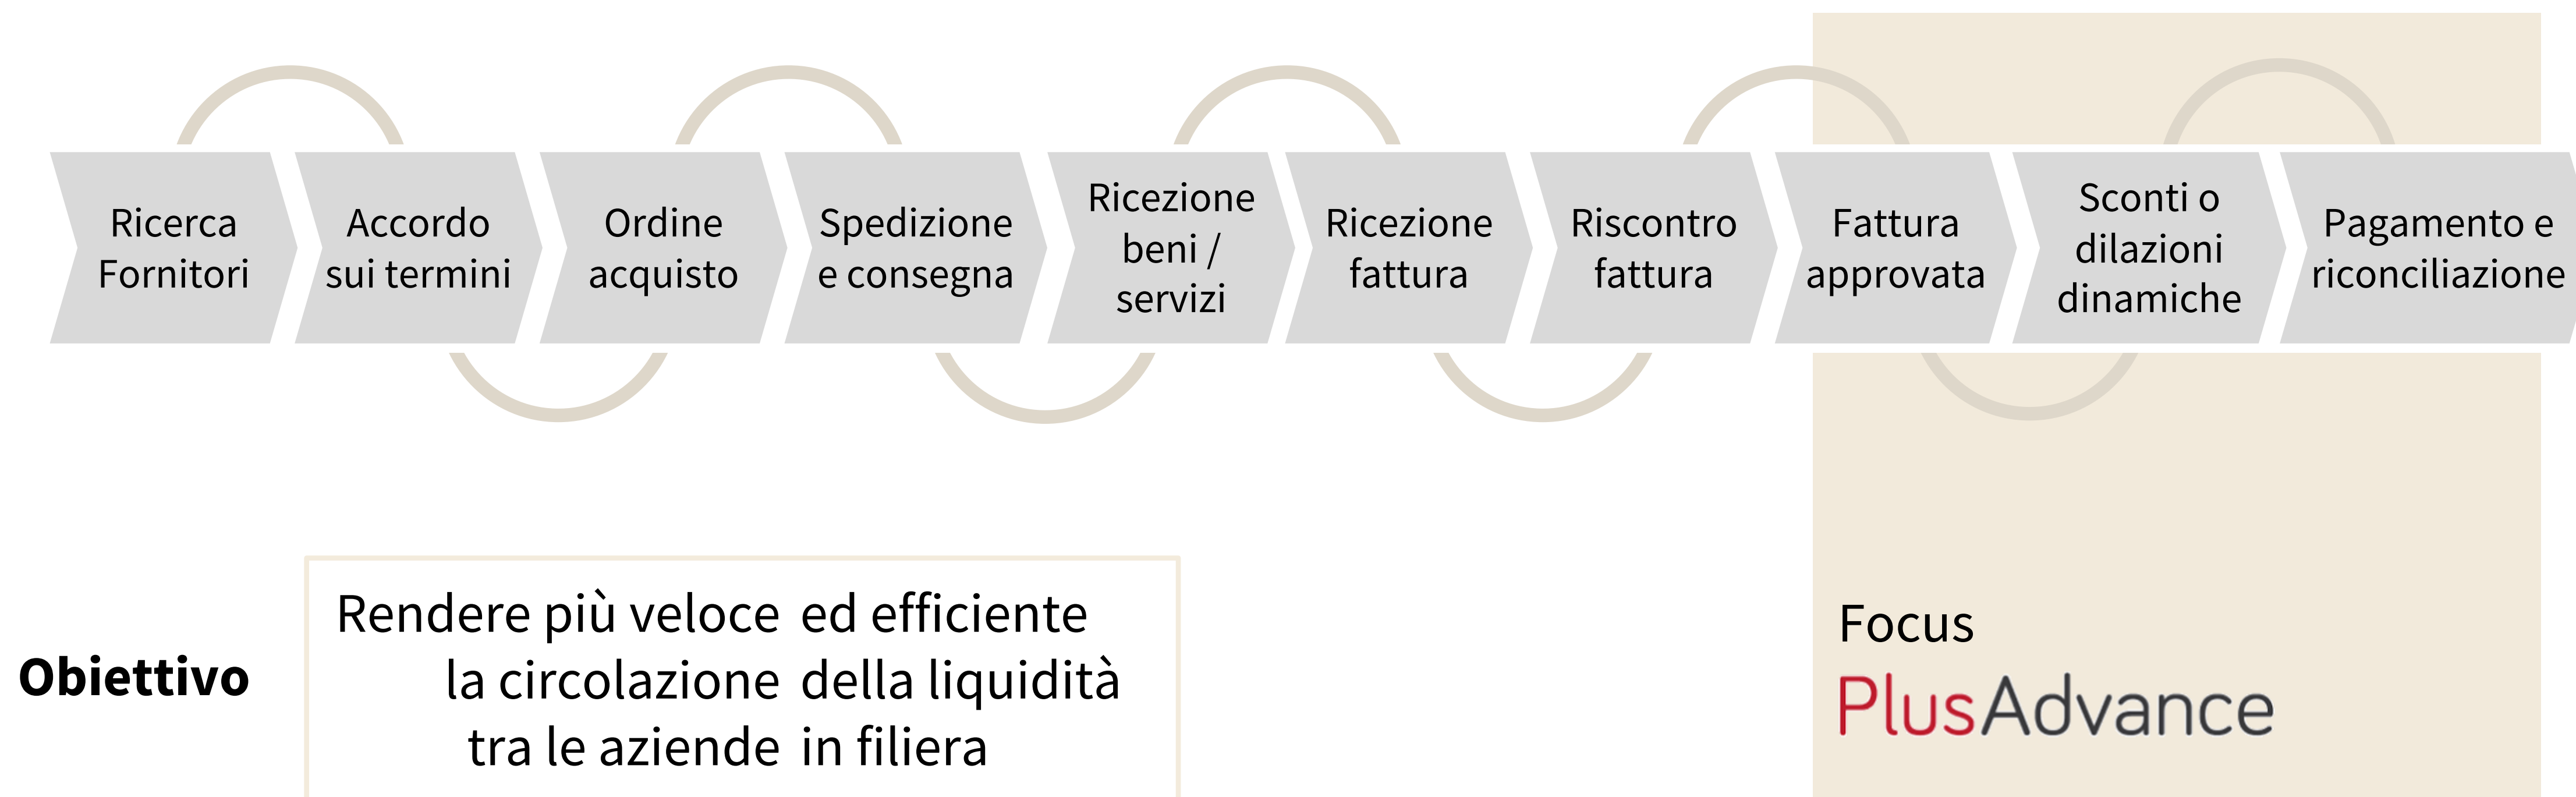 Ricerca
Fornitori
Accordo
sui termini
Ordine
acquisto
Spedizione
e consegna
Ricezione
beni /
servizi
Ricezione
fattura
Riscontro
fattura
Fattura
approvata
Sconti o
dilazioni
dinamiche
Pagamento e
riconciliazione
Obiettivo
Rendere più veloce ed efficiente
la circolazione della liquidità
tra le aziende in filiera
Focus
PlusAdvance